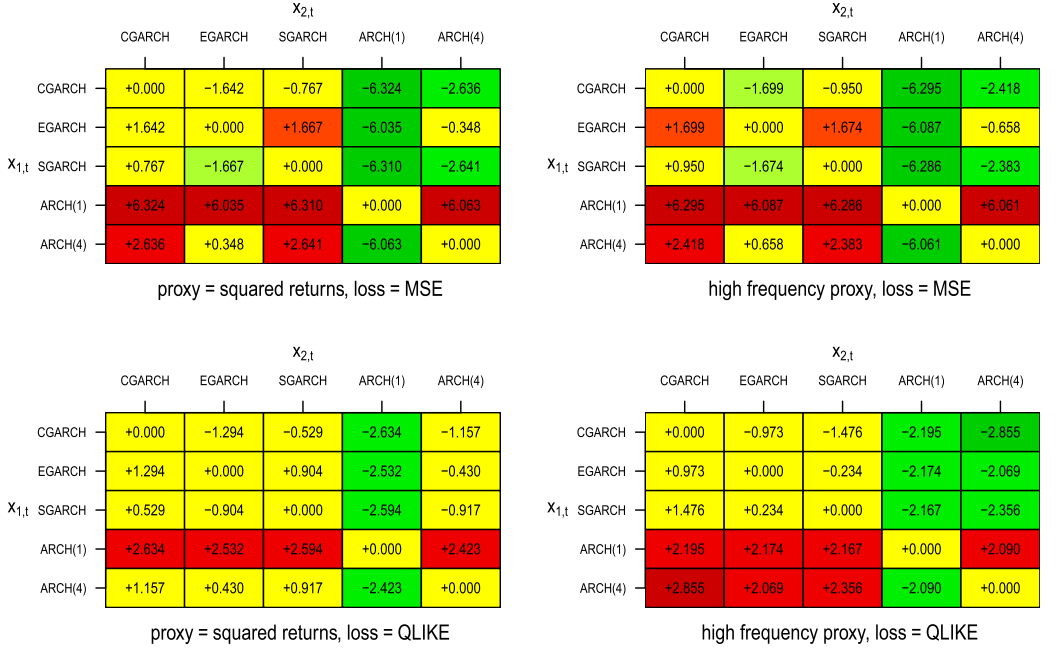 x2,t
CGARCH EGARCH SGARCH ARCH(1) ARCH(4)
CGARCH +0.000 −1.642 −0.767 −6.324 −2.636
EGARCH +1.642 +0.000 +1.667 −6.035 −0.348
x1,t SGARCH +0.767 −1.667 +0.000 −6.310 −2.641
ARCH(1) +6.324 +6.035 +6.310 +0.000 +6.063
ARCH(4) +2.636 +0.348 +2.641 −6.063 +0.000
proxy = squared returns, loss = MSE
x2,t
CGARCH EGARCH SGARCH ARCH(1) ARCH(4)
CGARCH +0.000 −1.699 −0.950 −6.295 −2.418
EGARCH +1.699 +0.000 +1.674 −6.087 −0.658
x1,t SGARCH +0.950 −1.674 +0.000 −6.286 −2.383
ARCH(1) +6.295 +6.087 +6.286 +0.000 +6.061
ARCH(4) +2.418 +0.658 +2.383 −6.061 +0.000
high frequency proxy, loss = MSE
x2,t
CGARCH EGARCH SGARCH ARCH(1) ARCH(4)
CGARCH +0.000 −1.294 −0.529 −2.634 −1.157
EGARCH +1.294 +0.000 +0.904 −2.532 −0.430
x1,t SGARCH +0.529 −0.904 +0.000 −2.594 −0.917
ARCH(1) +2.634 +2.532 +2.594 +0.000 +2.423
ARCH(4) +1.157 +0.430 +0.917 −2.423 +0.000
proxy = squared returns, loss = QLIKE
x2,t
CGARCH EGARCH SGARCH ARCH(1) ARCH(4)
CGARCH +0.000 −0.973 −1.476 −2.195 −2.855
EGARCH +0.973 +0.000 −0.234 −2.174 −2.069
x1,t SGARCH +1.476 +0.234 +0.000 −2.167 −2.356
ARCH(1) +2.195 +2.174 +2.167 +0.000 +2.090
ARCH(4) +2.855 +2.069 +2.356 −2.090 +0.000
high frequency proxy, loss = QLIKE